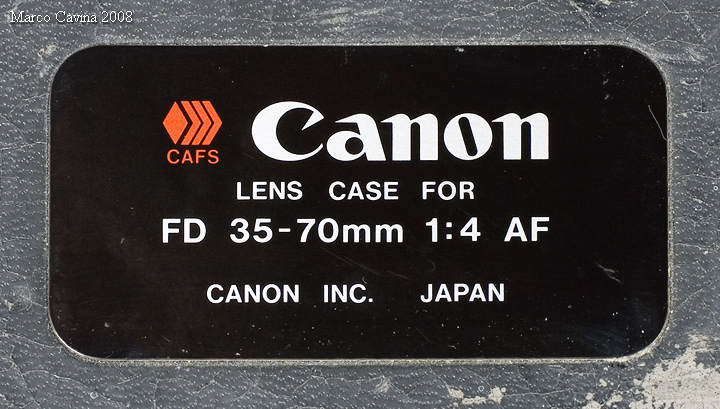 Marco Cavina 2008
CAFS
Canon
LENS CASE FOR
FD 35-70mm 1:4 AF
CANON INC. JAPAN